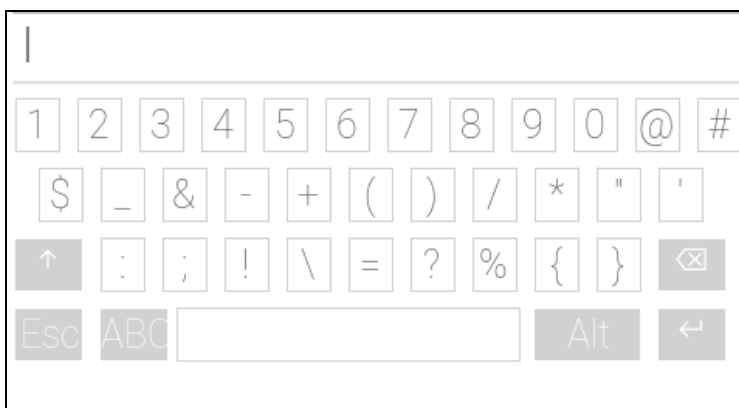 1 2 3 4 5 6 7 8 9 0 @ #
$ _ & - + ( ) / * " '
: ; ! \ = ? % { }
Esc ABC Alt